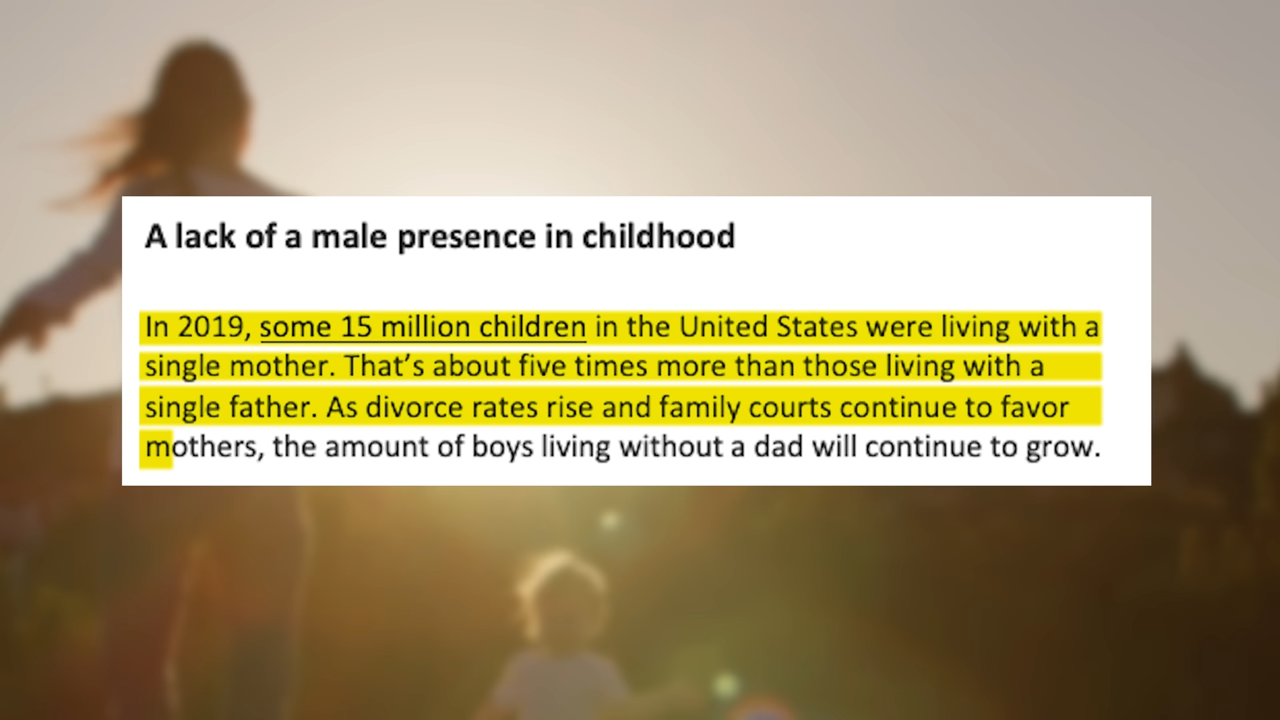 A lack of a male presence in childhood
In 2019, some 15 million children in the United States were living with a
single mother. That’s about five times more than those living with a
single father. As divorce rates rise and family courts continue to favor
mothers, the amount of boys living without a dad will continue to grow.